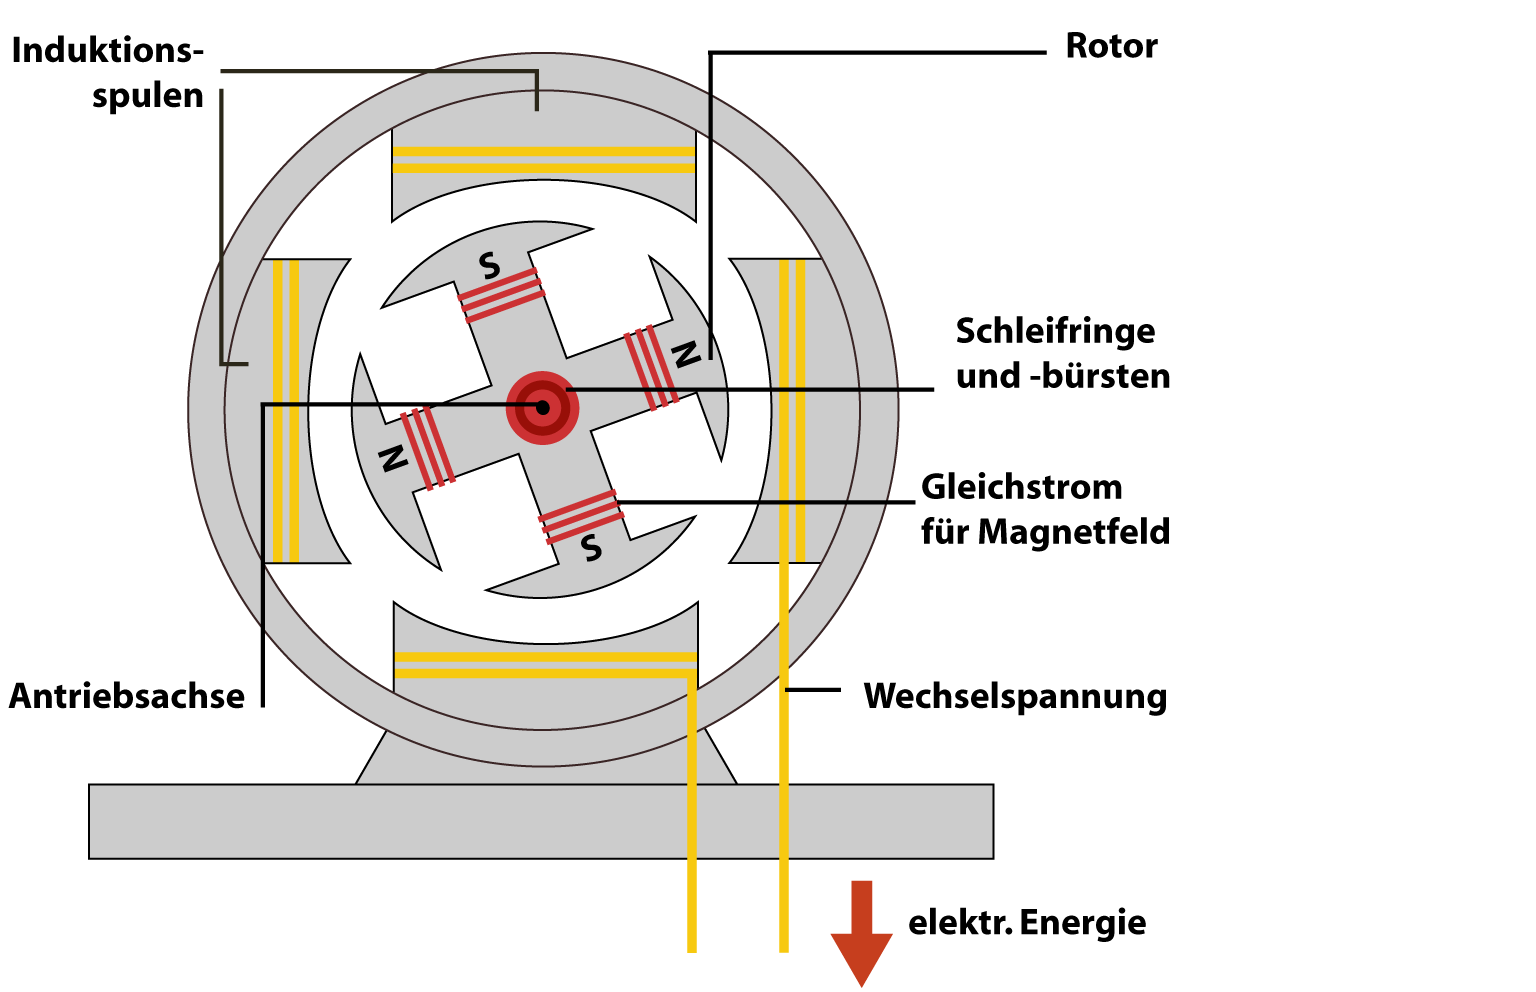 Induktions-
spulen
Rotor
S
N
Schleifringe
und -bürsten
N
Gleichstrom
für Magnetfeld
S
Antriebsachse
Wechselspannung
elektr. Energie